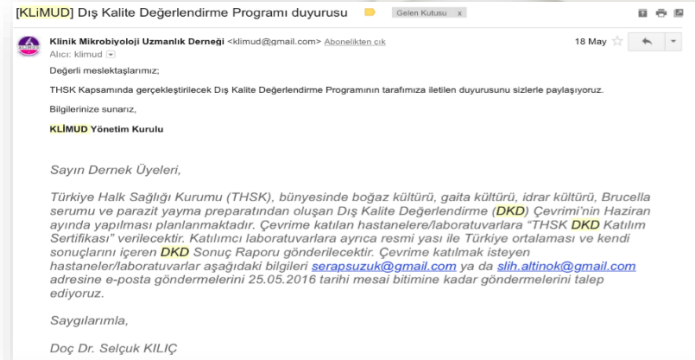 [KLiMUD] Dış Kalite Değerlendirme Programı duyurusu Gelen Kutusu x
Klinik Mikrobiyoloji Uzmanlık Derneği <klimud@gmail.com> Abonelikten çık 18 May
Alıcı: klimud
Değerli meslektaşlarımız;
THSK Kapsamında gerçekleştirilecek Dış Kalite Değerlendirme Programının tarafımıza iletilen duyurusunu sizlerle paylaşıyoruz.
Bilgilerinize sunarız,
KLİMUD Yönetim Kurulu
Sayın Dernek Üyeleri,
Türkiye Halk Sağlığı Kurumu (THSK), bünyesinde boğaz kültürü, gaita kültürü, idrar kültürü, Brucella
serumu ve parazit yayma preparatından oluşan Dış Kalite Değerlendirme (DKD) Çevrimi'nin Haziran
ayında yapılması planlanmaktadır. Çevrime katılan hastanelere/laboratuvarlara "THSK DKD Katılım
Sertifikası" verilecektir. Katılımcı laboratuvarlara ayrıca resmi yası ile Türkiye ortalaması ve kendi
sonuçlarını içeren DKD Sonuç Raporu gönderilecektir. Çevrime katılmak isteyen
hastaneler/laboratuvarlar aşağıdaki bilgileri serapsuzuk@gmail.com ya da slih.altinok@gmail.com
adresine e-posta göndermelerini 25.05.2016 tarihi mesai bitimine kadar göndermelerini talep
ediyoruz.
Saygılarımla,
Doç Dr. Selçuk KILIÇ